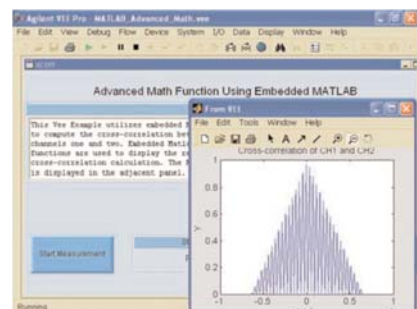 Agilent VEE Pro - MATLAB_Advanced_Math.vee
File Edit View Debug Flow Device System I/O Data Display Window Help
Advanced Math Function Using Embedded MATLAB
This Vee Example utilizes embedded M
to compute the cross-correlation bet
channels one and two. Embedded Matl
functions are used to display the re
cross-correlation calculation. The
is displayed in the adjacent panel.
Start Measurement
From VEE
File Edit Tools Window Help
Cross-correlation of CH1 and CH2
Y
1
0.8
0.6
0.4
0.2
0
-1 -0.5 0 0.5 1
Running